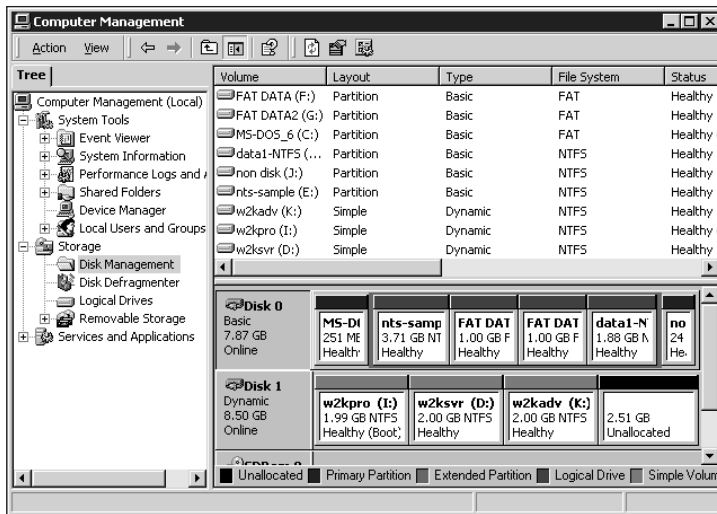 Computer Management
Action View
Tree
Computer Management (Local)
System Tools
Event Viewer
System Information
Performance Logs and A
Shared Folders
Device Manager
Local Users and Groups
Storage
Disk Management
Disk Defragmenter
Logical Drives
Removable Storage
Services and Applications
Volume Layout Type File System Status
FAT DATA (F:) Partition Basic FAT Healthy
FAT DATA2 (G:) Partition Basic FAT Healthy
MS-DOS_6 (C:) Partition Basic FAT Healthy
data1-NTFS (... Partition Basic NTFS Healthy
non disk (J:) Partition Basic NTFS Healthy
nts-sample (E:) Partition Basic NTFS Healthy
w2kadv (K:) Simple Dynamic NTFS Healthy
w2kpro (I:) Simple Dynamic NTFS Healthy
w2ksvr (D:) Simple Dynamic NTFS Healthy
Disk 0
Basic
7.87 GB
Online
MS-D
251 ME
Health
nts-samp
3.71 GB NT
Healthy
FAT DAT
1.00 GB F
Healthy
FAT DAT
1.00 GB F
Healthy
data1-N
1.88 GB N
Healthy
no
24
He
Disk 1
Dynamic
8.50 GB
Online
w2kpro (I:)
1.99 GB NTFS
Healthy (Boot)
w2ksvr (D:)
2.00 GB NTFS
Healthy
w2kadv (K:)
2.00 GB NTFS
Healthy
2.51 GB
Unallocated
Unallocated Primary Partition Extended Partition Logical Drive Simple Volum